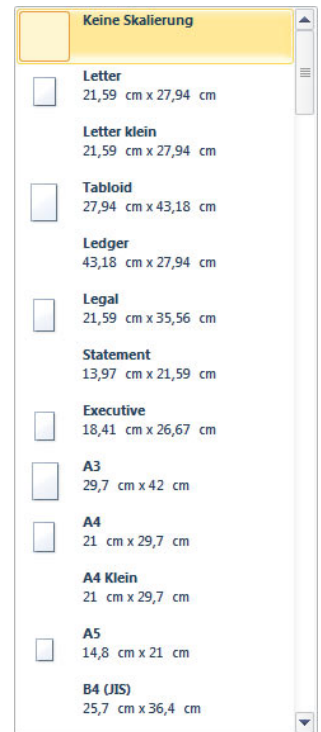 Keine Skalierung
Letter
21,59 cm x 27,94 cm
Letter klein
21,59 cm x 27,94 cm
Tabloid
27,94 cm x 43,18 cm
Ledger
43,18 cm x 27,94 cm
Legal
21,59 cm x 35,56 cm
Statement
13,97 cm x 21,59 cm
Executive
18,41 cm x 26,67 cm
A3
29,7 cm x 42 cm
A4
21 cm x 29,7 cm
A4 Klein
21 cm x 29,7 cm
A5
14,8 cm x 21 cm
B4 (JIS)
25,7 cm x 36,4 cm